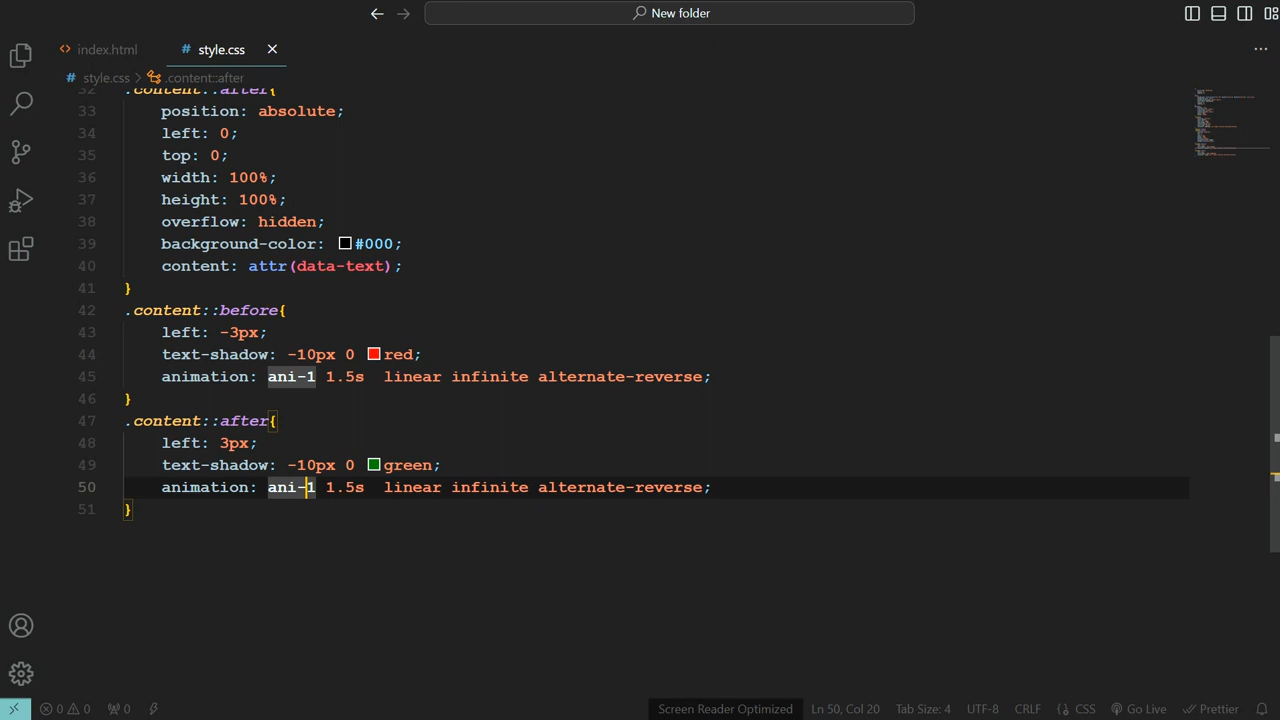 New folder
index.html
# style.css
# style.css > .content::after
32 .content::after{
33 position: absolute;
34 left: 0;
35 top: 0;
36 width: 100%;
37 height: 100%;
38 overflow: hidden;
39 background-color: #000;
40 content: attr(data-text);
41 }
42 .content::before{
43 left: -3px;
44 text-shadow: -10px 0 red;
45 animation: ani-1 1.5s  linear infinite alternate-reverse;
46 }
47 .content::after{
48 left: 3px;
49 text-shadow: -10px 0 green;
50 animation: ani-1 1.5s  linear infinite alternate-reverse;
51 }
0 0 0 Screen Reader Optimized Ln 50, Col 20 Tab Size: 4 UTF-8 CRLF {} CSS Go Live Prettier